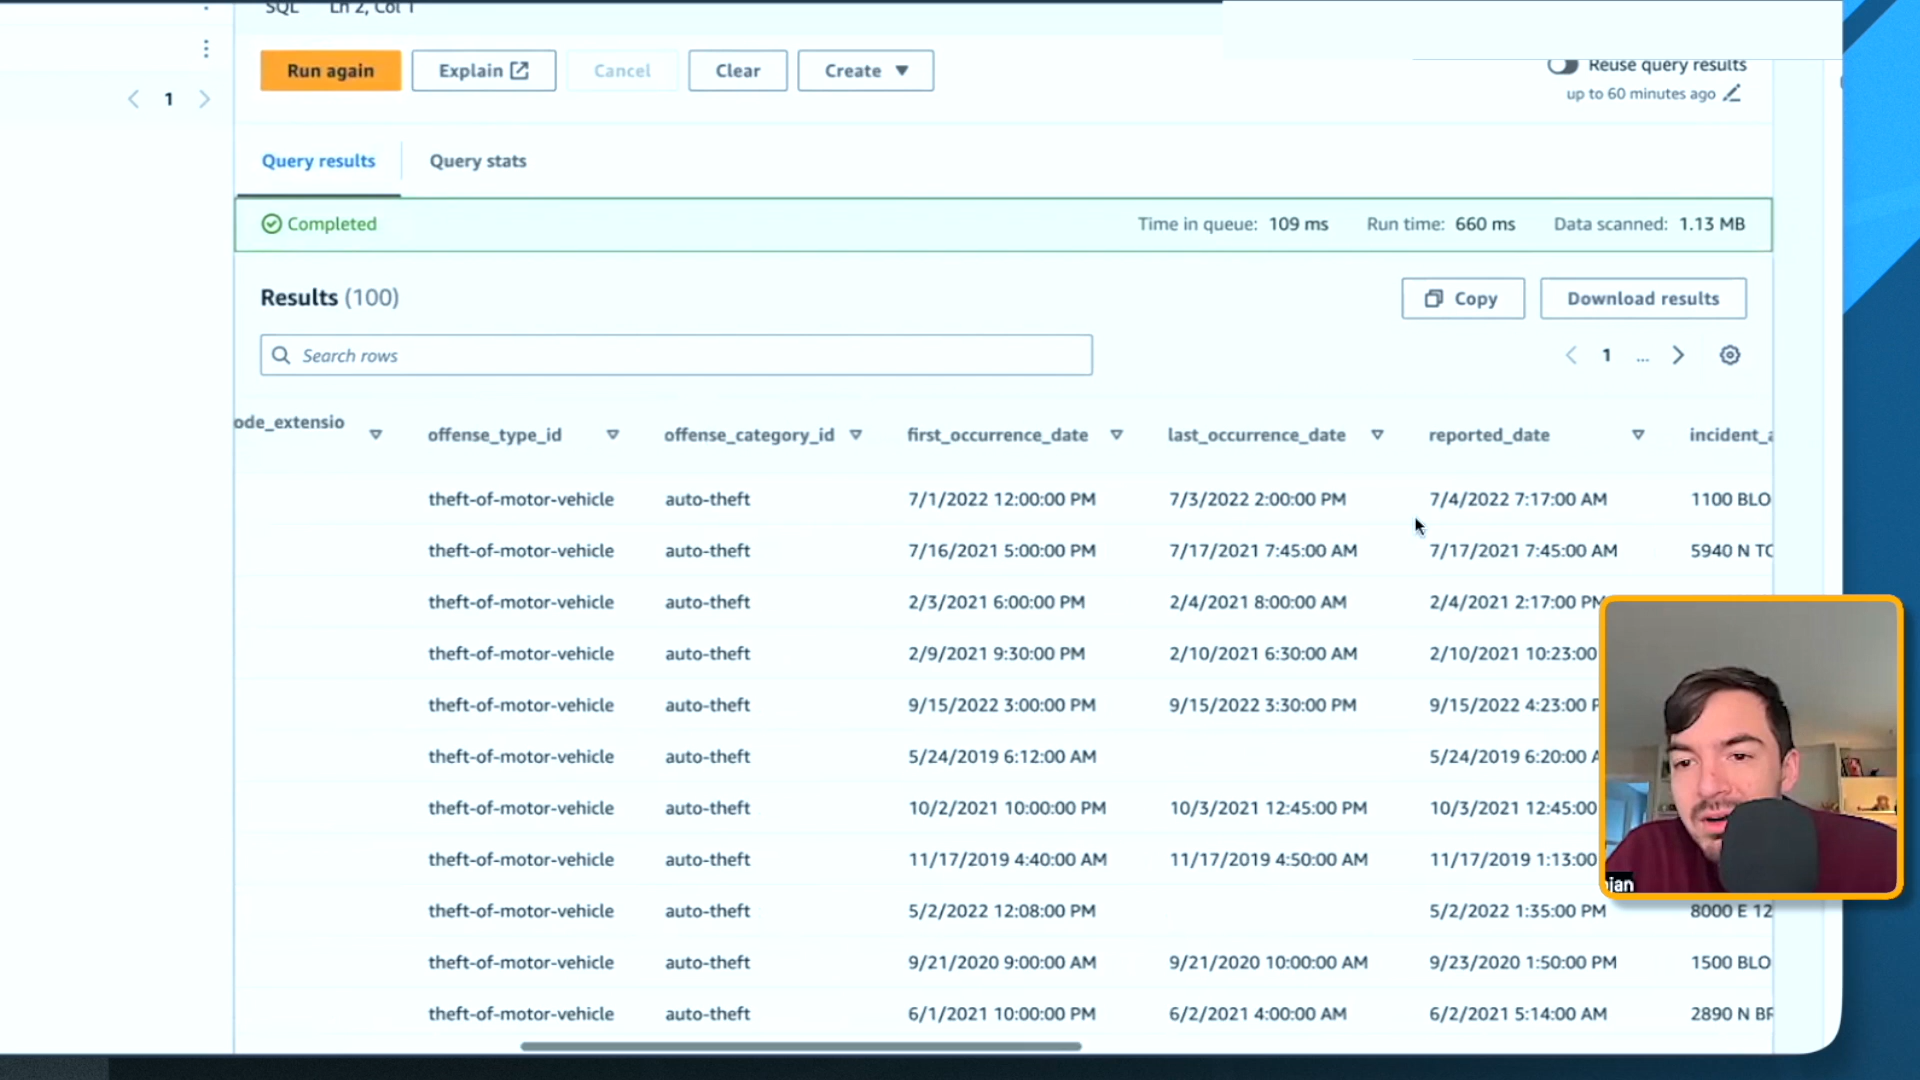 SQL Ln 2, Col 1
Run again Explain Cancel Clear Create
Reuse query results
up to 60 minutes ago
1
Query results Query stats
Completed Time in queue: 109 ms Run time: 660 ms Data scanned: 1.13 MB
Results (100) Copy Download results
Search rows 1 ...
ode_extensio offense_type_id offense_category_id first_occurrence_date last_occurrence_date reported_date incident_a
theft-of-motor-vehicle auto-theft 7/1/2022 12:00:00 PM 7/3/2022 2:00:00 PM 7/4/2022 7:17:00 AM 1100 BLO
theft-of-motor-vehicle auto-theft 7/16/2021 5:00:00 PM 7/17/2021 7:45:00 AM 7/17/2021 7:45:00 AM 5940 N TO
theft-of-motor-vehicle auto-theft 2/3/2021 6:00:00 PM 2/4/2021 8:00:00 AM 2/4/2021 2:17:00 PM
theft-of-motor-vehicle auto-theft 2/9/2021 9:30:00 PM 2/10/2021 6:30:00 AM 2/10/2021 10:23:00
theft-of-motor-vehicle auto-theft 9/15/2022 3:00:00 PM 9/15/2022 3:30:00 PM 9/15/2022 4:23:00 P
theft-of-motor-vehicle auto-theft 5/24/2019 6:12:00 AM 5/24/2019 6:20:00 A
theft-of-motor-vehicle auto-theft 10/2/2021 10:00:00 PM 10/3/2021 12:45:00 PM 10/3/2021 12:45:00
theft-of-motor-vehicle auto-theft 11/17/2019 4:40:00 AM 11/17/2019 4:50:00 AM 11/17/2019 1:13:00
jan
theft-of-motor-vehicle auto-theft 5/2/2022 12:08:00 PM 5/2/2022 1:35:00 PM 8000 E 12
theft-of-motor-vehicle auto-theft 9/21/2020 9:00:00 AM 9/21/2020 10:00:00 AM 9/23/2020 1:50:00 PM 1500 BLO
theft-of-motor-vehicle auto-theft 6/1/2021 10:00:00 PM 6/2/2021 4:00:00 AM 6/2/2021 5:14:00 AM 2890 N BR